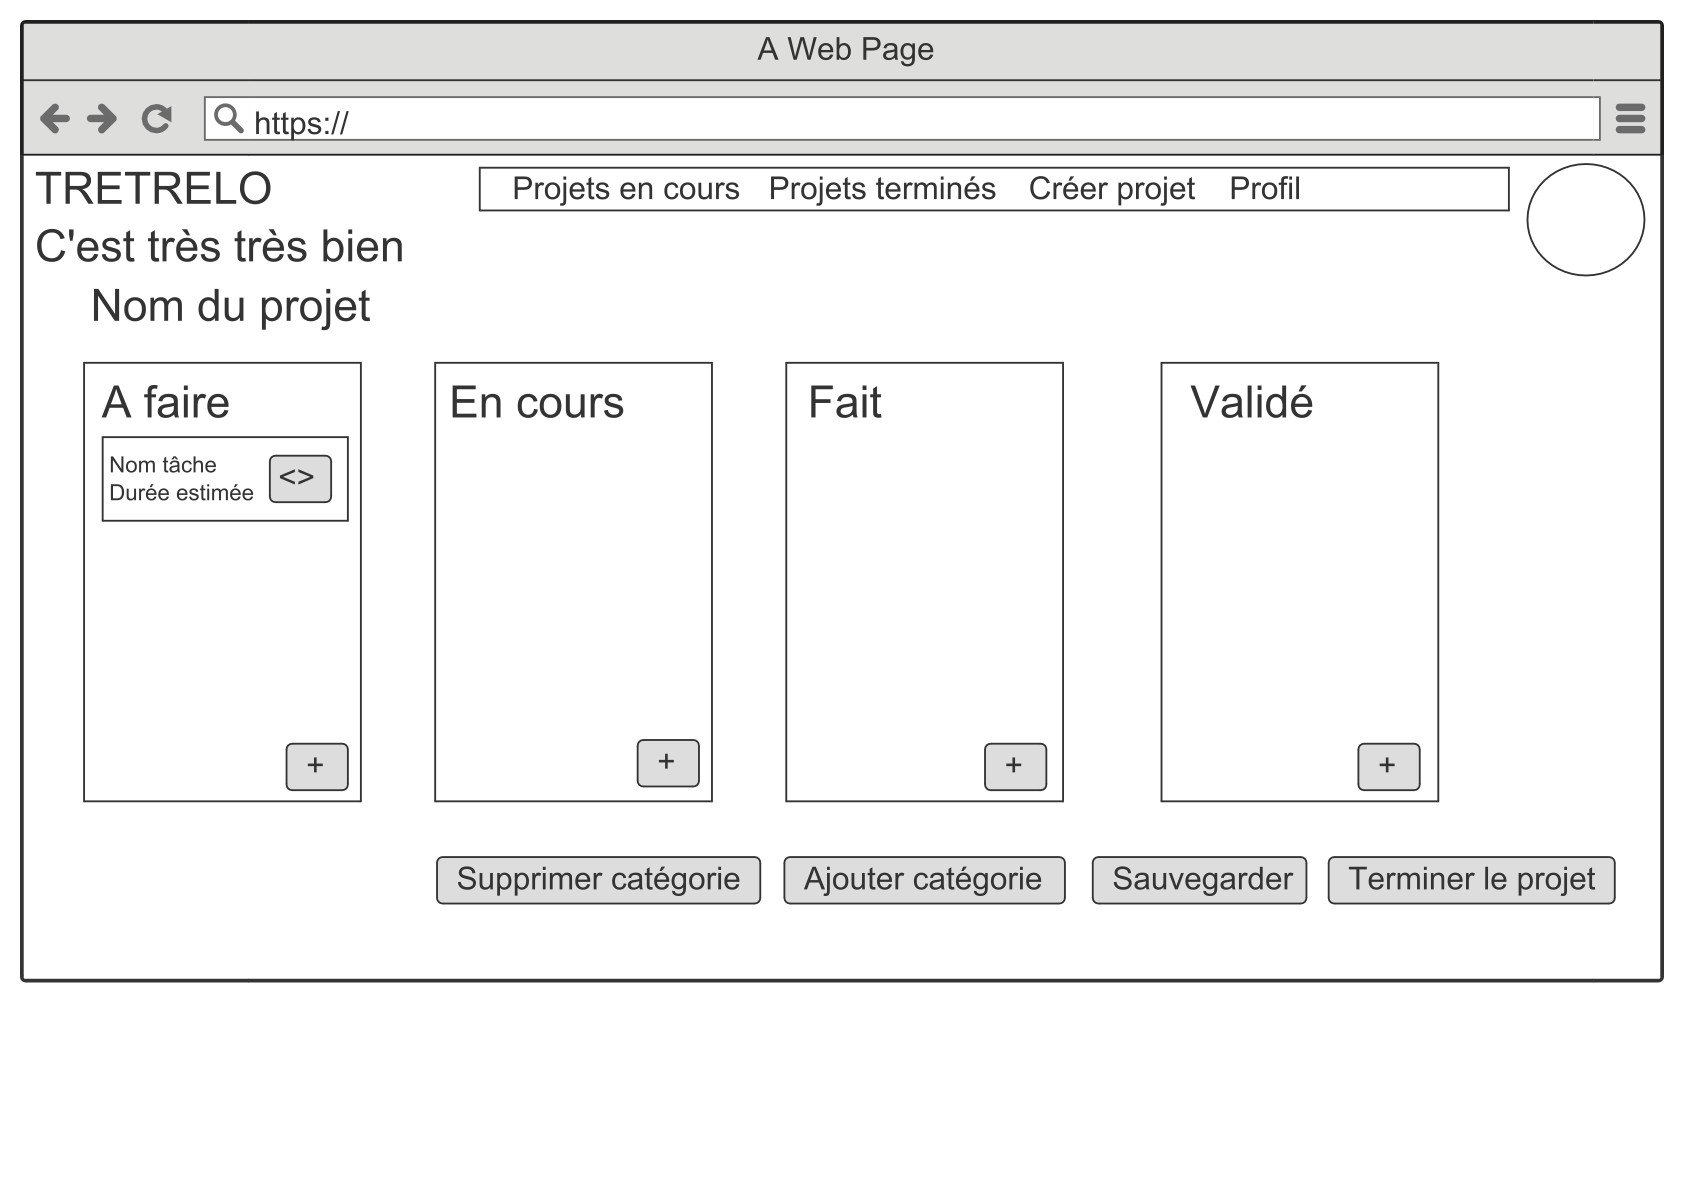 A Web Page
https://
TRETRELO
Projets en cours Projets terminés Créer projet Profil
C'est très très bien
Nom du projet
A faire
En cours
Fait
Validé
Nom tâche
Durée estimée
<>
+
+
+
+
Supprimer catégorie
Ajouter catégorie
Sauvegarder
Terminer le projet